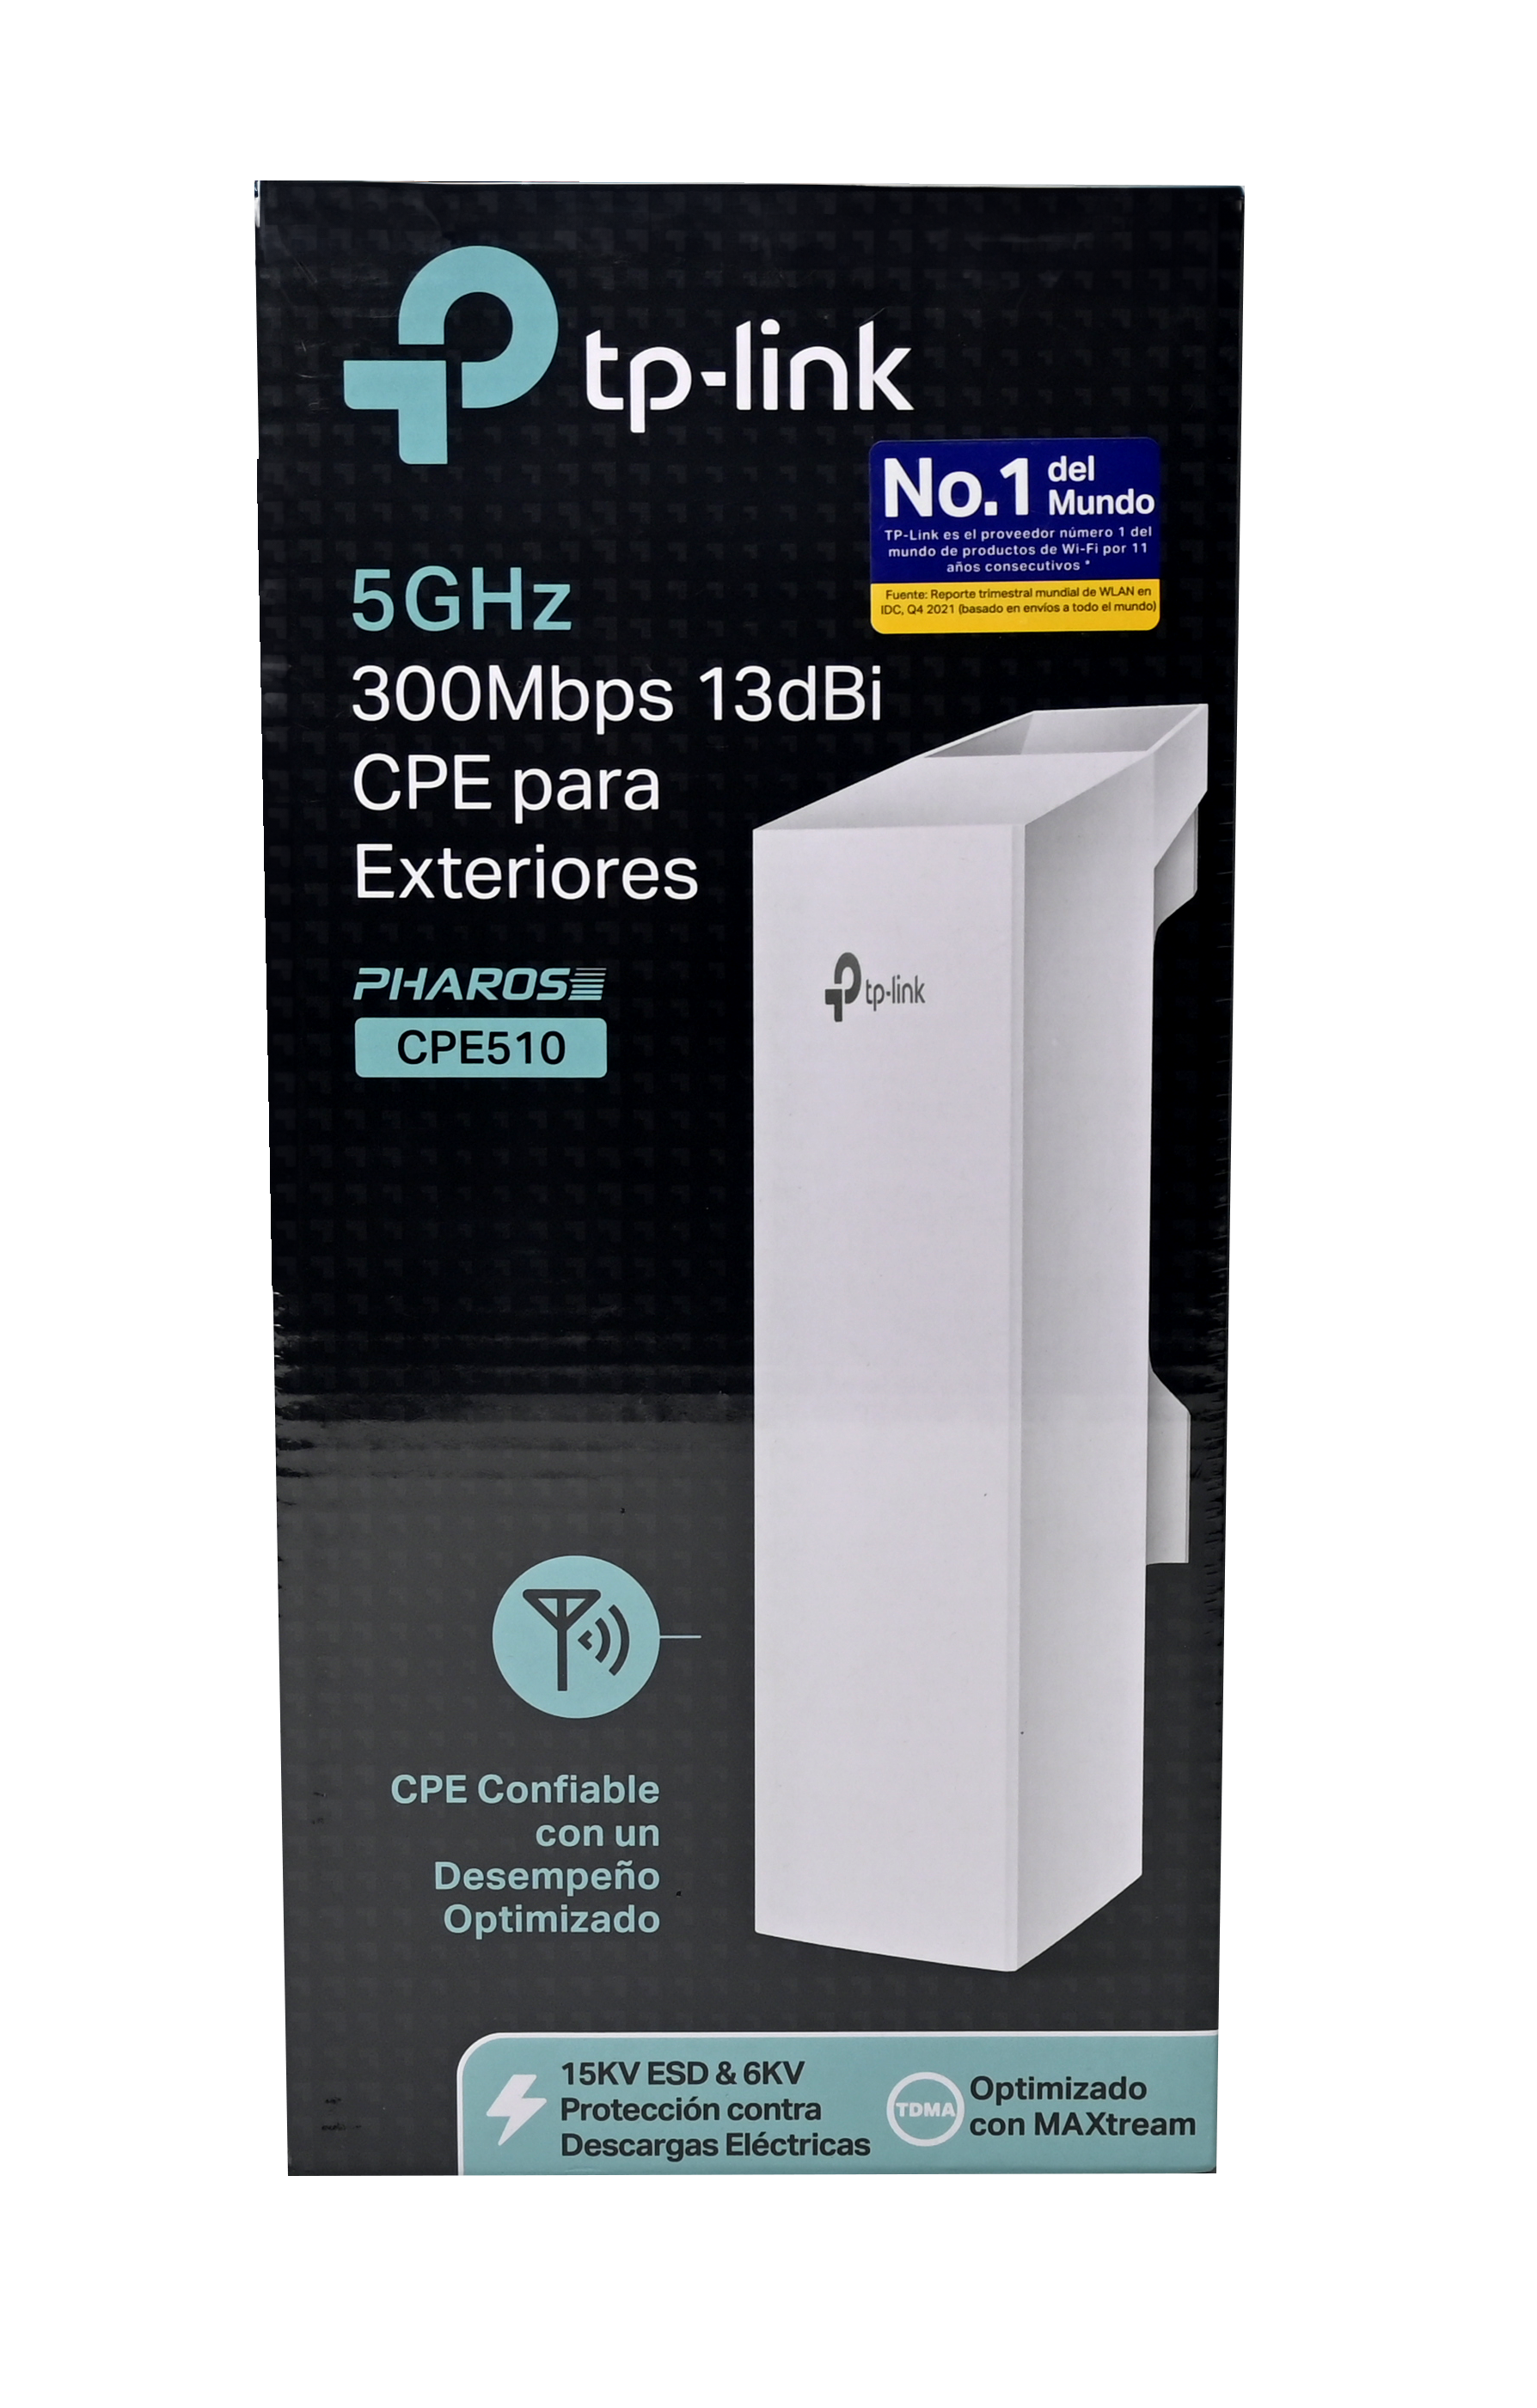 tp-link
No.1 del Mundo
TP-Link es el proveedor número 1 del
mundo de productos de Wi-Fi por 11
años consecutivos *
Fuente: Reporte trimestral mundial de WLAN en
IDC, Q4 2021 (basado en envíos a todo el mundo)
5GHz
300Mbps 13dBi
CPE para
Exteriores
PHAROS
CPE510
tp-link
CPE Confiable
con un
Desempeño
Optimizado
15KV ESD & 6KV
Protección contra
Descargas Eléctricas
TDMA
Optimizado
con MAXtream